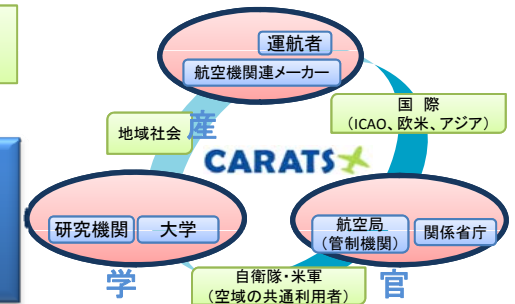 運航者
航空機関連メーカー
国 際
(ICAO、欧米、アジア)
地域社会
産
CARATS
研究機関
大学
航空局
(管制機関)
関係省庁
学
自衛隊・米軍
(空域の共通利用者)
官